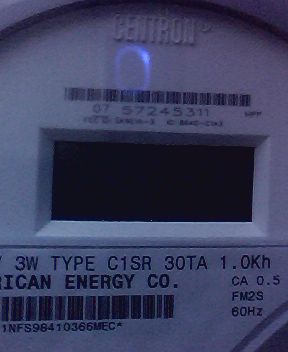 CENTRON
07 57245311
V 3W TYPE C1SR 30TA 1.0Kh
RICAN ENERGY CO.
CA 0.5
FM2S
60Hz
1NFS98410366MEC*